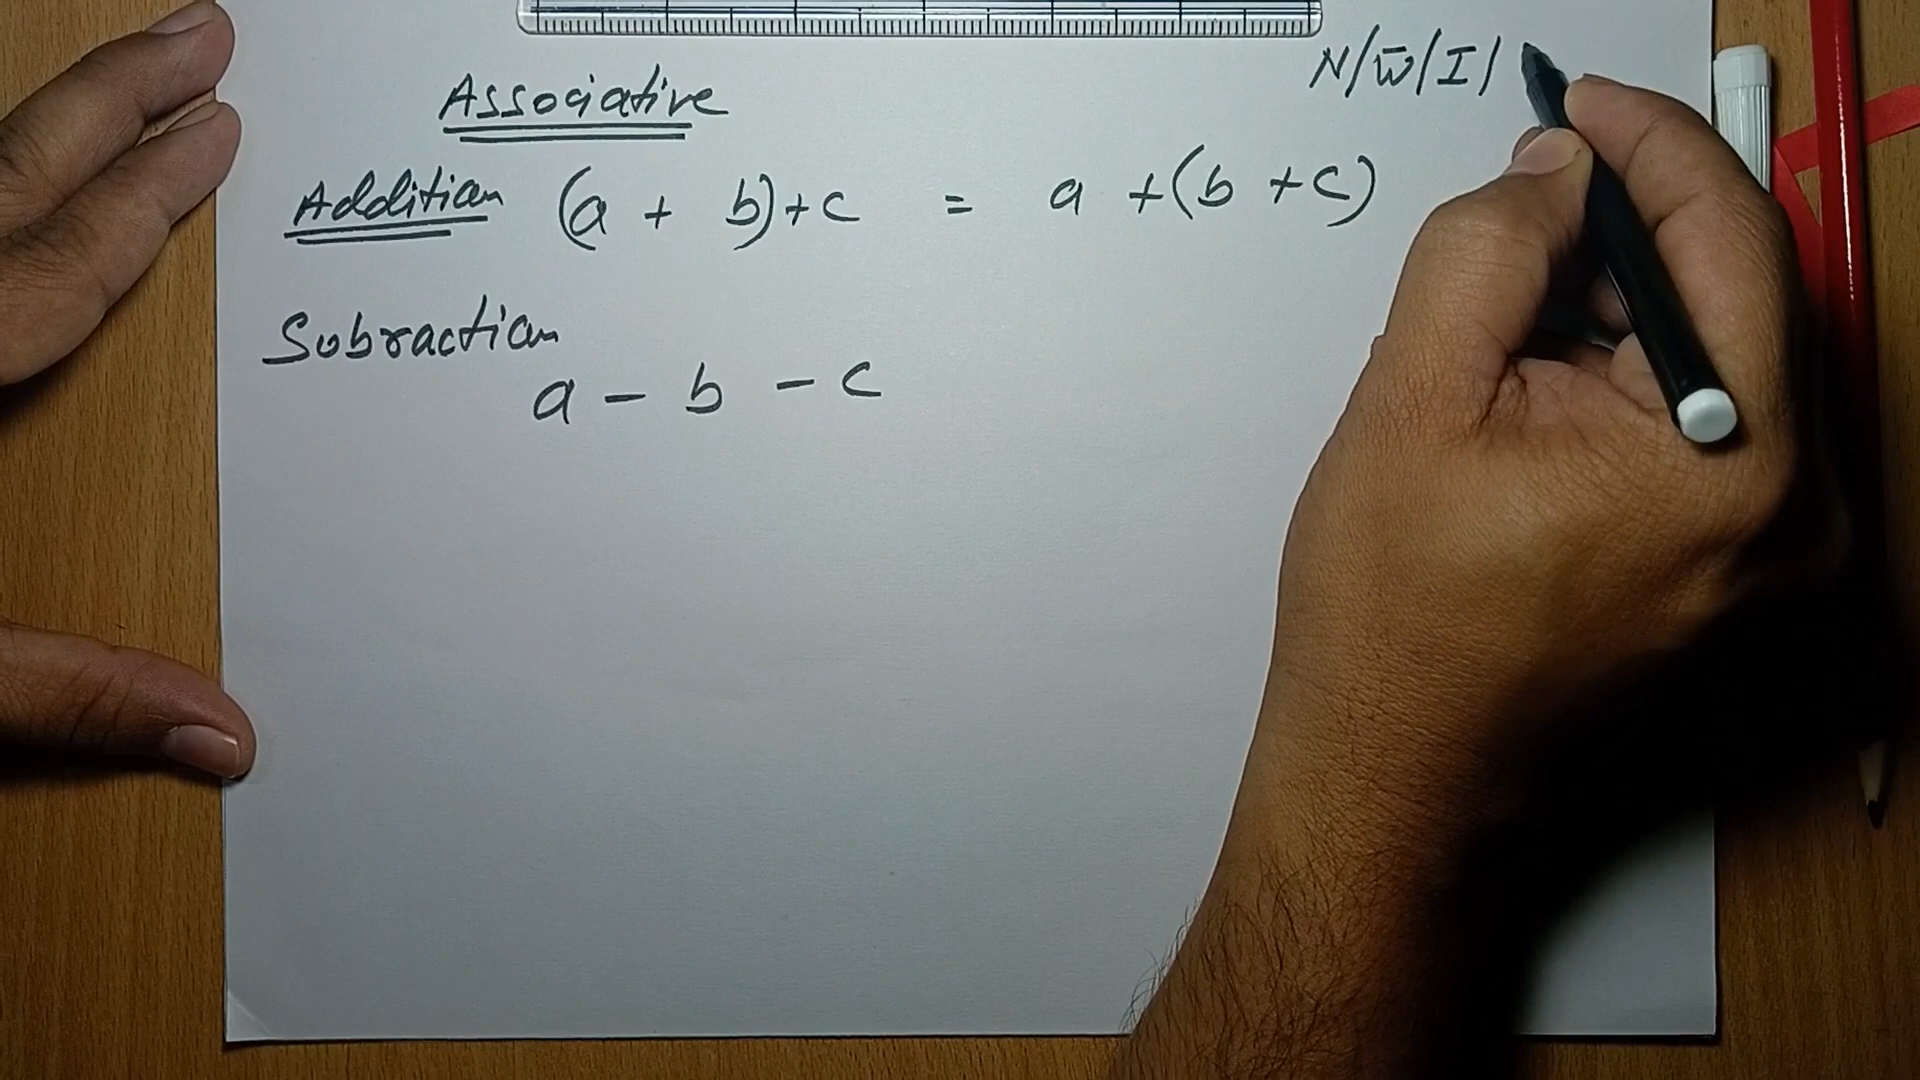 N/W/I/
Associative
Addition (a + b)+c = a +(b +c)
Subraction
a - b - c